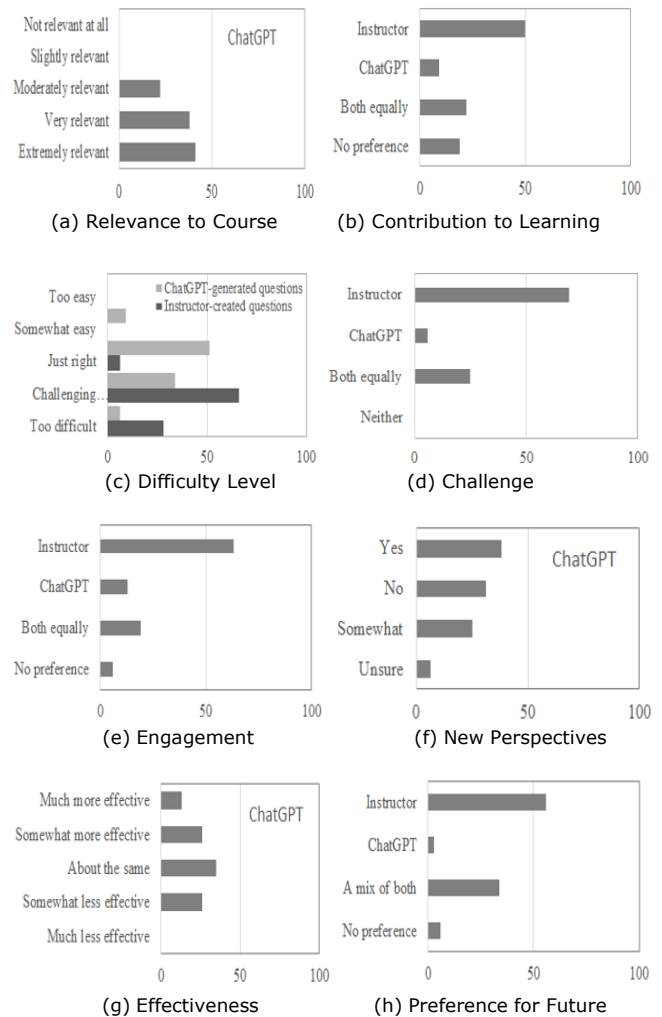 Not relevant at all
ChatGPT
Slightly relevant
Moderately relevant
Very relevant
Extremely relevant
0 50 100
(a) Relevance to Course
Instructor
ChatGPT
Both equally
No preference
0 50 100
(b) Contribution to Learning
Too easy
Somewhat easy
Just right
Challenging...
Too difficult
ChatGPT-generated questions
Instructor-created questions
0 50 100
(c) Difficulty Level
Instructor
ChatGPT
Both equally
Neither
0 50 100
(d) Challenge
Instructor
ChatGPT
Both equally
No preference
0 50 100
(e) Engagement
Yes
ChatGPT
No
Somewhat
Unsure
0 50 100
(f) New Perspectives
Much more effective
ChatGPT
Somewhat more effective
About the same
Somewhat less effective
Much less effective
0 50 100
(g) Effectiveness
Instructor
ChatGPT
A mix of both
No preference
0 50 100
(h) Preference for Future